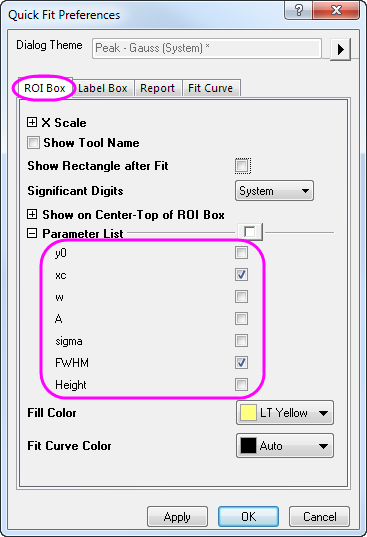 Quick Fit Preferences
Dialog Theme Peak - Gauss (System) *
ROI Box Label Box Report Fit Curve
X Scale
Show Tool Name
Show Rectangle after Fit
Significant Digits System
Show on Center-Top of ROI Box
Parameter List
y0
xc
w
A
sigma
FWHM
Height
Fill Color LT Yellow
Fit Curve Color Auto
Apply OK Cancel